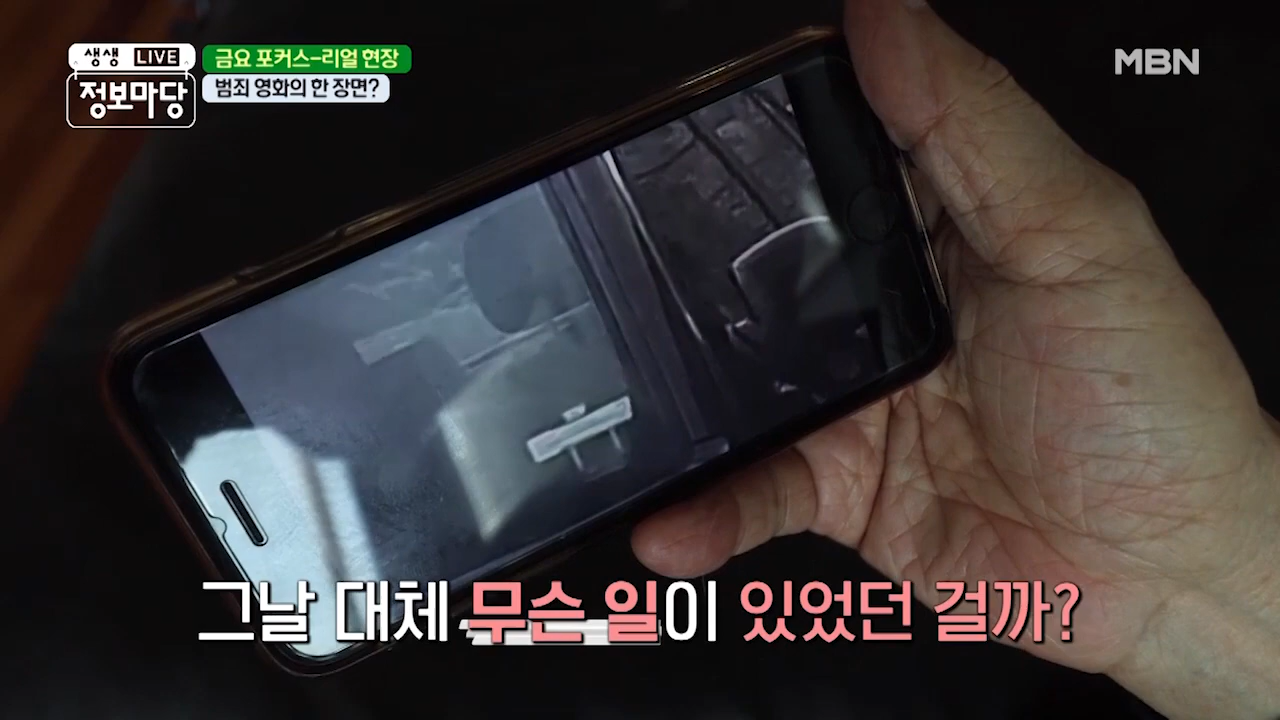 생생 LIVE
정보마당
금요 포커스-리얼 현장
범죄 영화의 한 장면?
MBN
그날 대체 무슨 일이 있었던 걸까?